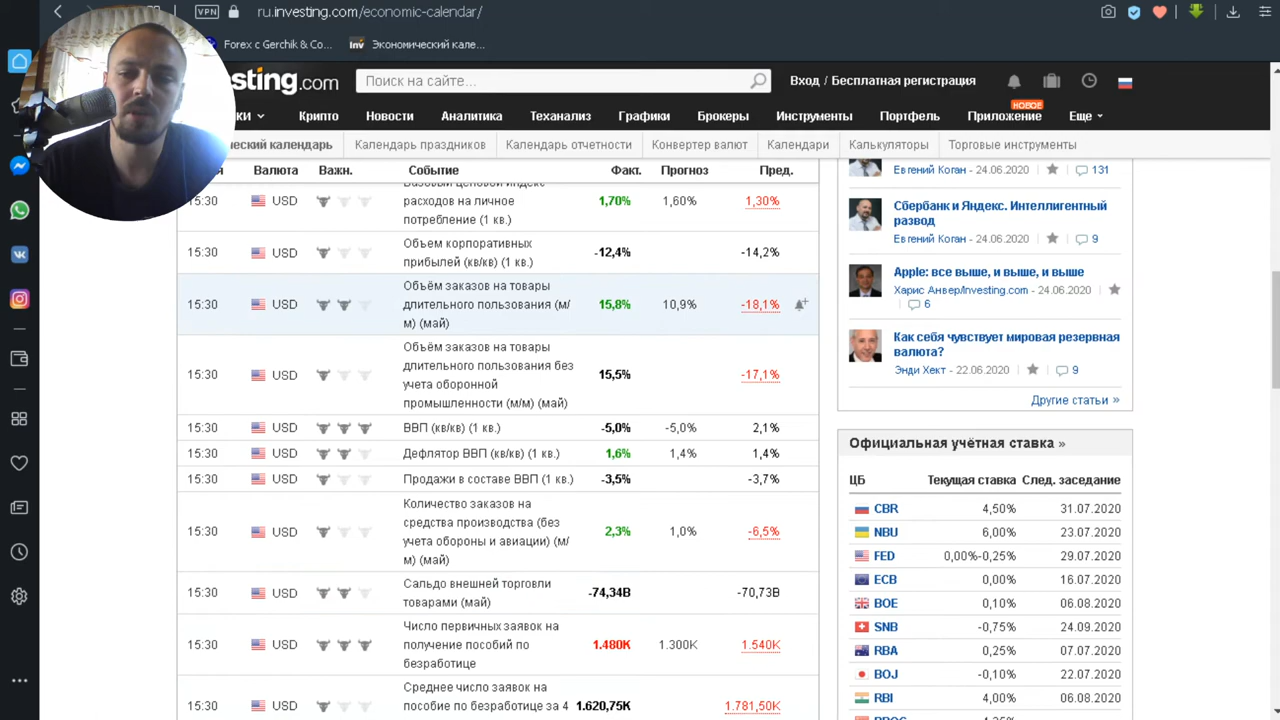 VPN
ru.investing.com/economic-calendar/
Forex с Gerchik & Co...
Inv Экономический кале...
sting.com
Поиск на сайте...
Вход / Бесплатная регистрация
КИ
Крипто
Новости
Аналитика
Теханализ
Графики
Брокеры
Инструменты
Портфель
НОВОЕ
Приложение
Еще
ческий календарь
Календарь праздников
Календарь отчетности
Конвертер валют
Календари
Калькуляторы
Торговые инструменты
Валюта Важн. Событие Факт. Прогноз Пред.
15:30 USD Базовый ценовой индекс
расходов на личное
потребление (1 кв.) 1,70% 1,60% 1,30%
15:30 USD Объем корпоративных
прибылей (кв/кв) (1 кв.) -12,4% -14,2%
15:30 USD Объём заказов на товары
длительного пользования (м/
м) (май) 15,8% 10,9% -18,1%
15:30 USD Объём заказов на товары
длительного пользования без
учета оборонной
промышленности (м/м) (май) 15,5% -17,1%
15:30 USD ВВП (кв/кв) (1 кв.) -5,0% -5,0% 2,1%
15:30 USD Дефлятор ВВП (кв/кв) (1 кв.) 1,6% 1,4% 1,4%
15:30 USD Продажи в составе ВВП (1 кв.) -3,5% -3,7%
15:30 USD Количество заказов на
средства производства (без
учета обороны и авиации) (м/
м) (май) 2,3% 1,0% -6,5%
15:30 USD Сальдо внешней торговли
товарами (май) -74,34B -70,73B
15:30 USD Число первичных заявок на
получение пособий по
безработице 1.480K 1.300K 1.540K
15:30 USD Среднее число заявок на
пособие по безработице за 4 1.620,75K 1.781,50K
Евгений Коган - 24.06.2020 131
Сбербанк и Яндекс. Интеллигентный
развод
Евгений Коган - 24.06.2020 9
Apple: все выше, и выше, и выше
Харис Анвер/Investing.com - 24.06.2020
6
Как себя чувствует мировая резервная
валюта?
Энди Хект - 22.06.2020 9
Другие статьи »
Официальная учётная ставка »
ЦБ Текущая ставка След. заседание
CBR 4,50% 31.07.2020
NBU 6,00% 23.07.2020
FED 0,00%-0,25% 29.07.2020
ECB 0,00% 16.07.2020
BOE 0,10% 06.08.2020
SNB -0,75% 24.09.2020
RBA 0,25% 07.07.2020
BOJ -0,10% 22.07.2020
RBI 4,00% 06.08.2020